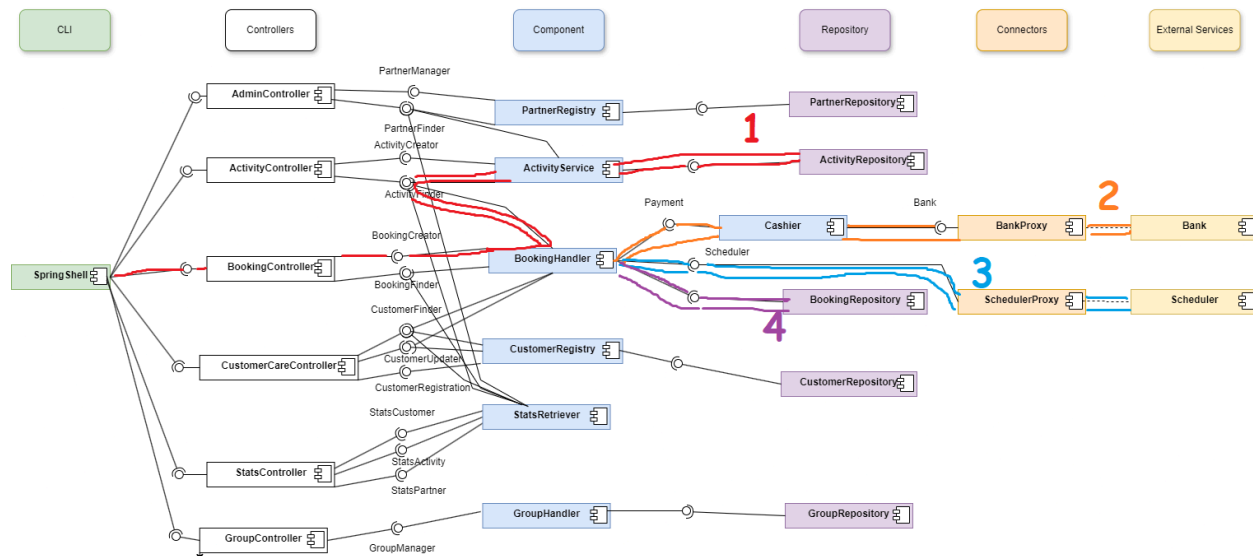 CLI
Controllers
Component
Repository
Connectors
External Services
PartnerManager
AdminController
PartnerRegistry
PartnerRepository
PartnerFinder
1
ActivityCreator
ActivityController
ActivityService
ActivityRepository
ActivityFinder
Payment
Bank
2
Cashier
BankProxy
Bank
BookingCreator
Scheduler
SpringShell
BookingController
BookingHandler
3
BookingFinder
BookingRepository
SchedulerProxy
Scheduler
CustomerFinder
4
CustomerRegistry
CustomerCareController
CustomerUpdater
CustomerRepository
CustomerRegistration
StatsCustomer
StatsRetriever
StatsController
StatsActivity
StatsPartner
GroupHandler
GroupRepository
GroupController
GroupManager